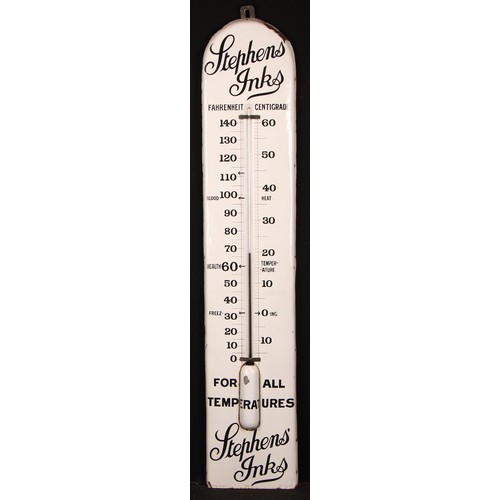 Stephens'
Inks
FAHRENHEIT CENTIGRADE
140 60
130
120 50
110
BLOOD 100 40 HEAT
90 30
80
70 20
HEALTH 60 TEMPER-
ATURE
50 10
40
FREEZ- 30 0 ING
20
10 10
0
FOR ALL
TEMPERATURES
Stephens'
Inks